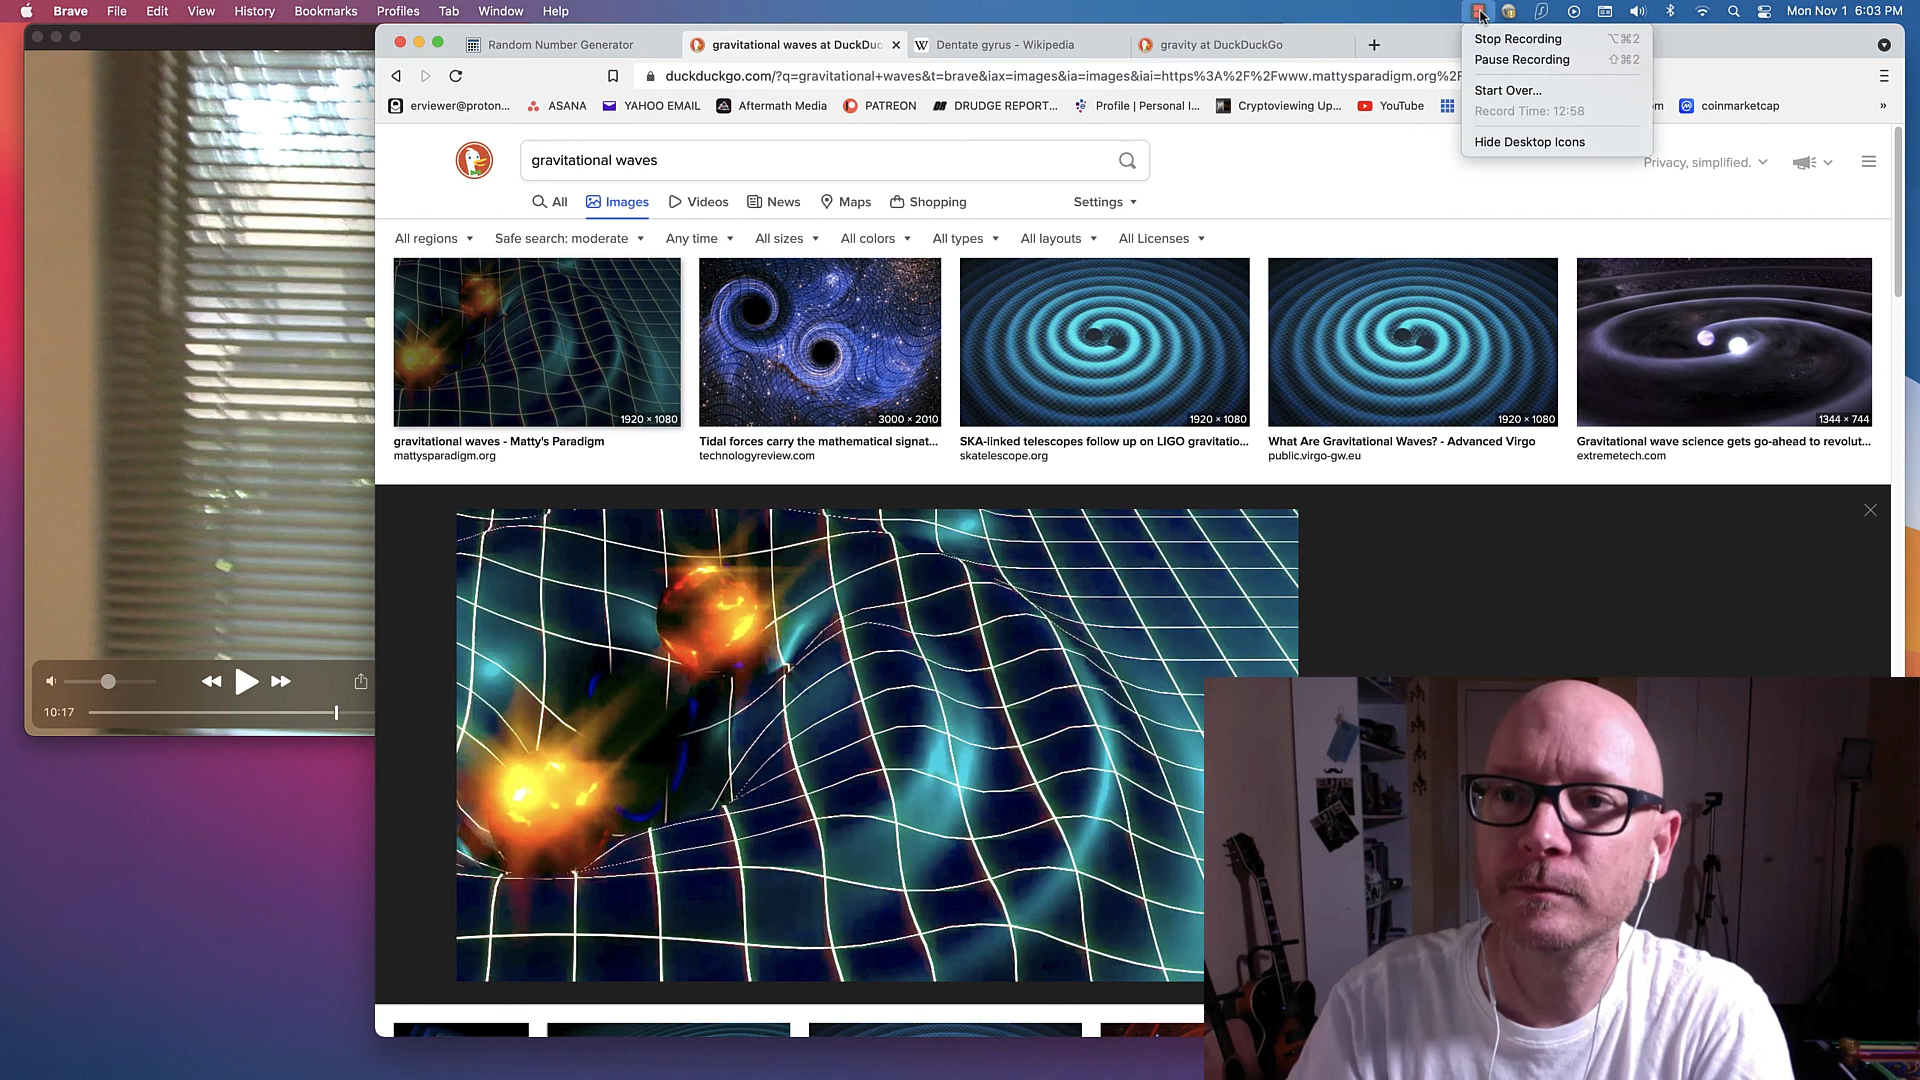 Brave File Edit View History Bookmarks Profiles Tab Window Help Mon Nov 1 6:03 PM
Stop Recording ⌥⌘2
Pause Recording ⇧⌘2
Start Over...
Record Time: 12:58
Hide Desktop Icons
Random Number Generator gravitational waves at DuckDuc Dentate gyrus - Wikipedia gravity at DuckDuckGo
duckduckgo.com/?q=gravitational+waves&t=brave&iax=images&ia=images&iai=https%3A%2F%2Fwww.mattysparadigm.org%2F
erviewer@proton... ASANA YAHOO EMAIL Aftermath Media PATREON DRUDGE REPORT... Profile | Personal I... Cryptoviewing Up... YouTube om coinmarketcap »
gravitational waves
Privacy, simplified.
All Images Videos News Maps Shopping Settings
All regions Safe search: moderate Any time All sizes All colors All types All layouts All Licenses
1920 × 1080 3000 × 2010 1920 × 1080 1920 × 1080 1344 × 744
gravitational waves - Matty's Paradigm
mattysparadigm.org
Tidal forces carry the mathematical signat...
technologyreview.com
SKA-linked telescopes follow up on LIGO gravitatio...
skatelescope.org
What Are Gravitational Waves? - Advanced Virgo
public.virgo-gw.eu
Gravitational wave science gets go-ahead to revolut...
extremetech.com
10:17